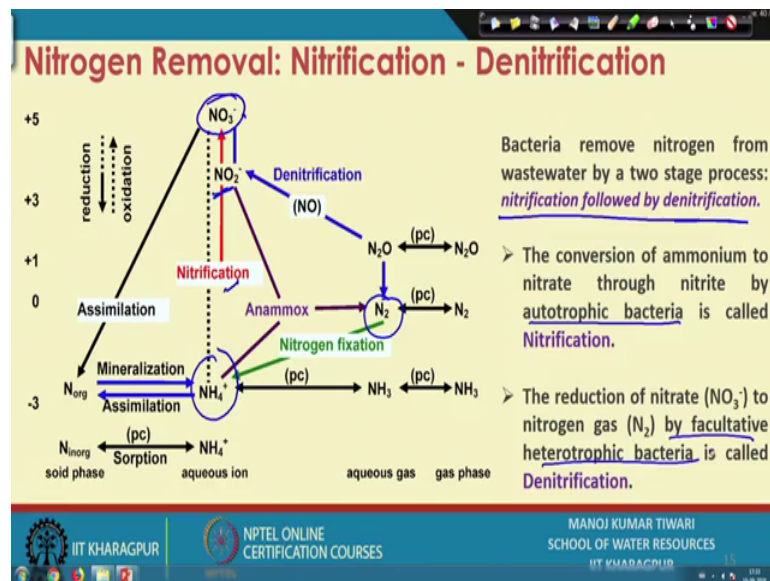 Nitrogen Removal: Nitrification - Denitrification
+5
+3
+1
0
-3
reduction
oxidation
NO3-
NO2-
Denitrification
(NO)
N2O
(pc)
N2O
Nitrification
Assimilation
Anammox
N2
(pc)
N2
Nitrogen fixation
Mineralization
Norg
Assimilation
NH4+
(pc)
NH3
(pc)
NH3
Ninorg
(pc)
Sorption
NH4+
soid phase
aqueous ion
aqueous gas
gas phase
Bacteria remove nitrogen from
wastewater by a two stage process:
nitrification followed by denitrification.
➤ The conversion of ammonium to
nitrate through nitrite by
autotrophic bacteria is called
Nitrification.
➤ The reduction of nitrate (NO3-) to
nitrogen gas (N2) by facultative
heterotrophic bacteria is called
Denitrification.
IIT KHARAGPUR
NPTEL ONLINE
CERTIFICATION COURSES
MANOJ KUMAR TIWARI
SCHOOL OF WATER RESOURCES
IIT KHARAGPUR
15